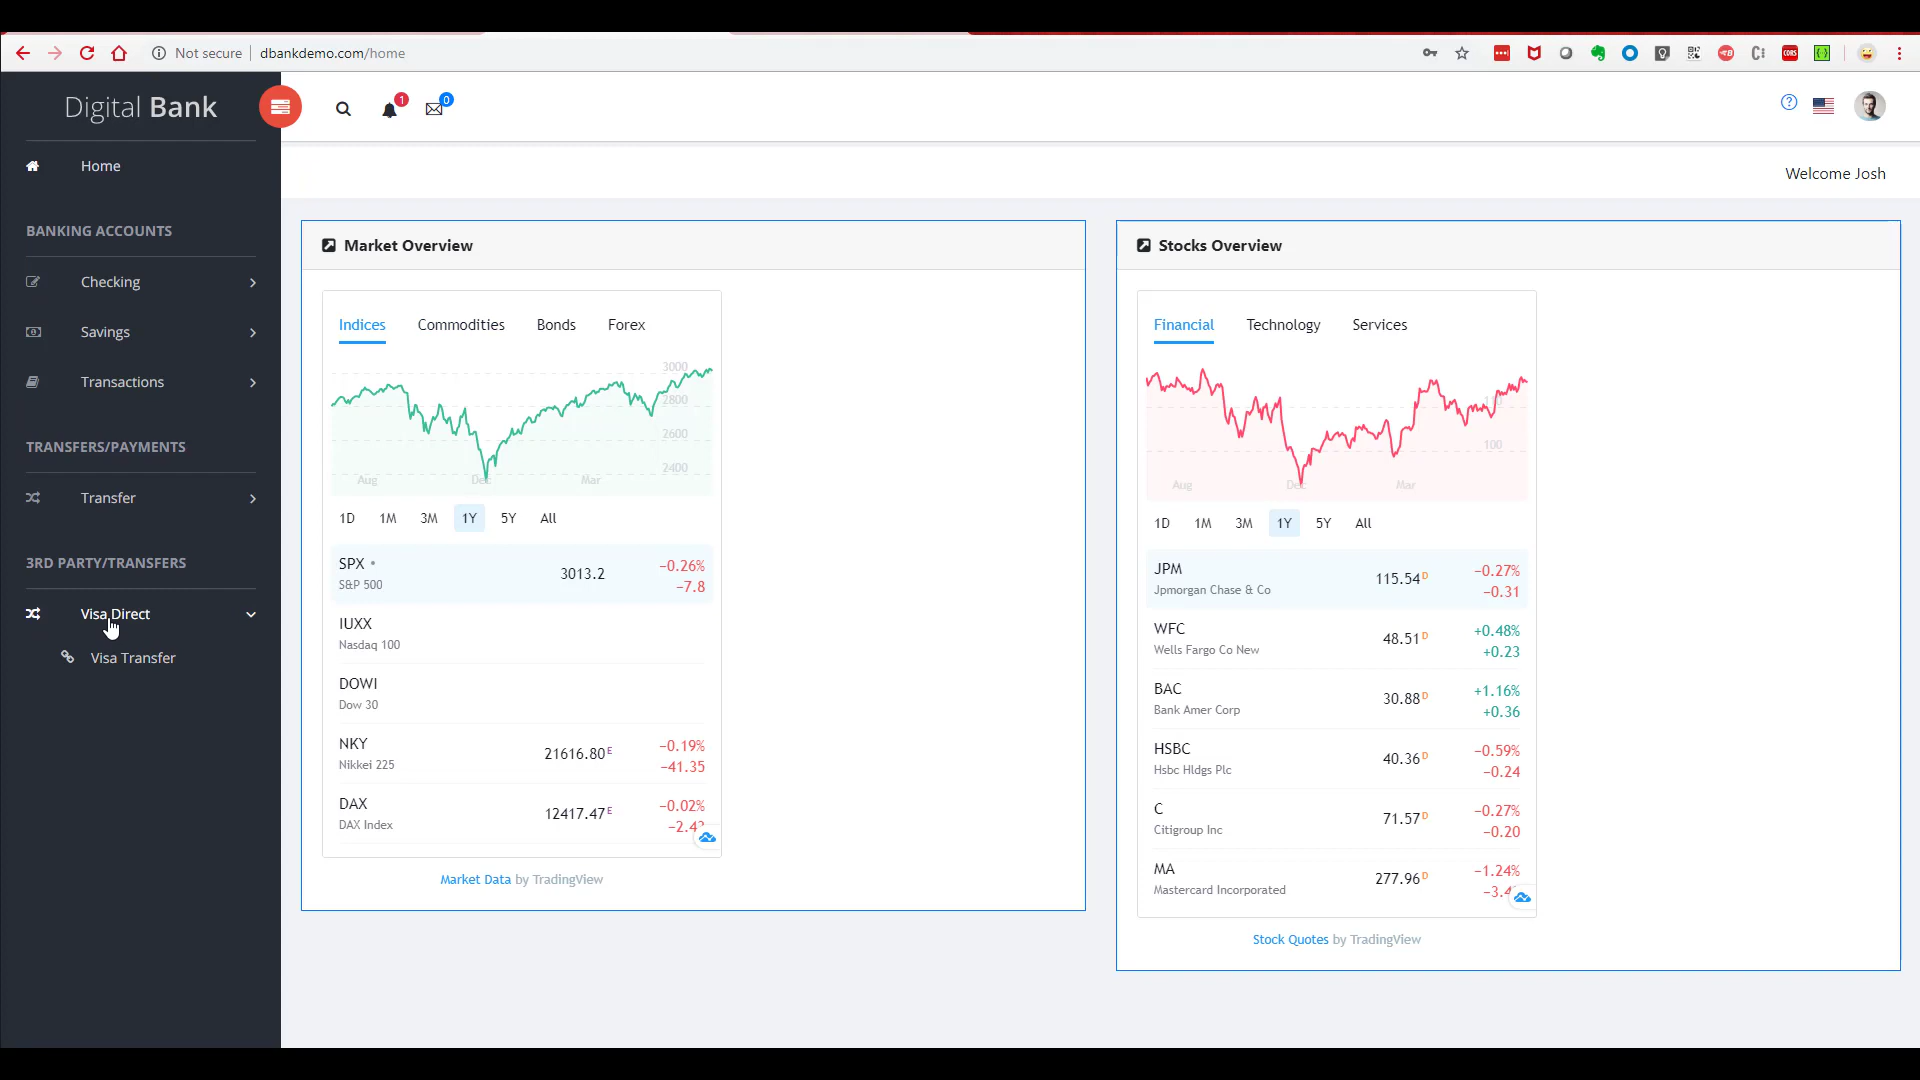 Not secure | dbankdemo.com/home
Digital Bank
1
0
?
Welcome Josh
Home
BANKING ACCOUNTS
Checking
Savings
Transactions
TRANSFERS/PAYMENTS
Transfer
3RD PARTY/TRANSFERS
Visa Direct
Visa Transfer
Market Overview
Indices Commodities Bonds Forex
3000
2800
2600
2400
Aug Dec Mar
1D 1M 3M 1Y 5Y All
SPX 3013.2 −0.26%
S&P 500 −7.8
IUXX
Nasdaq 100
DOWI
Dow 30
NKY 21616.80 E −0.19%
Nikkei 225 −41.35
DAX 12417.47 E −0.02%
DAX Index
Market Data by TradingView
Stocks Overview
Financial Technology Services
110
100
Aug Dec Mar
1D 1M 3M 1Y 5Y All
JPM 115.54 D −0.27%
Jpmorgan Chase & Co −0.31
WFC 48.51 D +0.48%
Wells Fargo Co New +0.23
BAC 30.88 D +1.16%
Bank Amer Corp +0.36
HSBC 40.36 D −0.59%
Hsbc Hldgs Plc −0.24
C 71.57 D −0.27%
Citigroup Inc −0.20
MA 277.96 D −1.24%
Mastercard Incorporated
Stock Quotes by TradingView